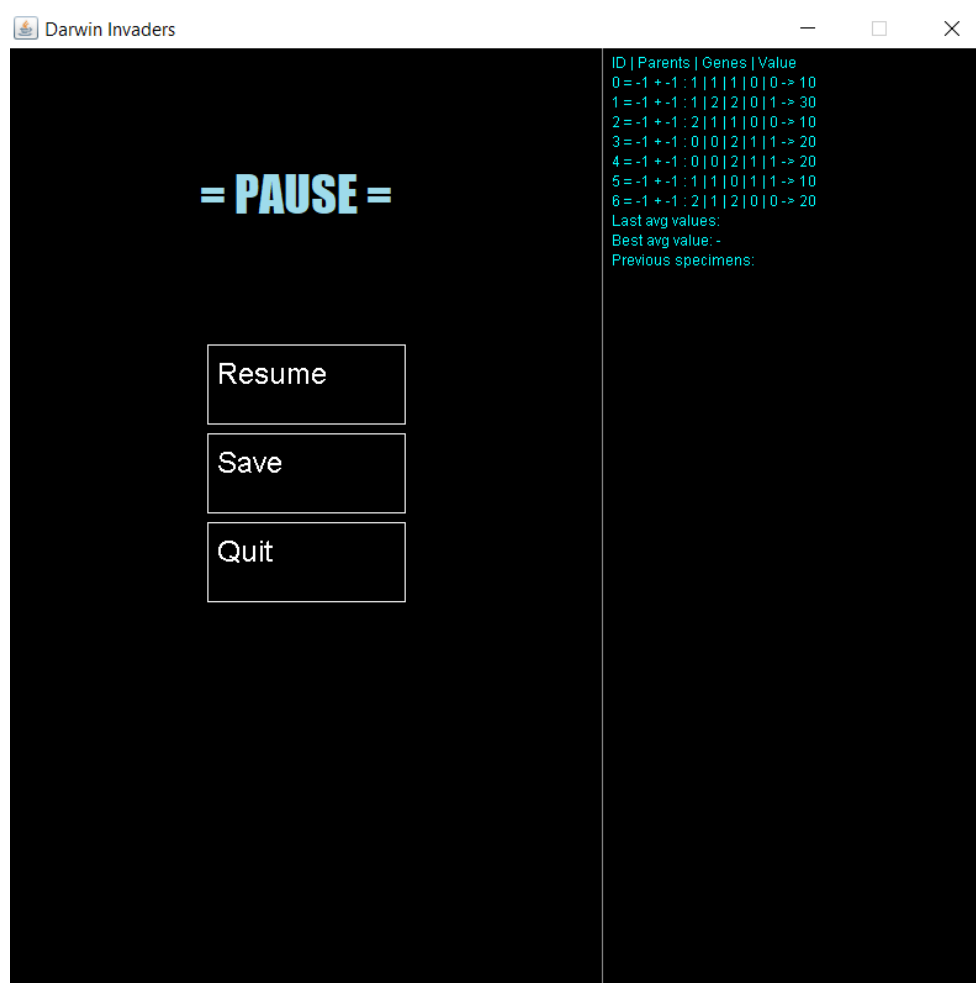 Darwin Invaders
= PAUSE =
Resume
Save
Quit
ID | Parents | Genes | Value
0 = -1 + -1 : 1 | 1 | 1 | 0 | 0 -> 10
1 = -1 + -1 : 1 | 2 | 2 | 0 | 1 -> 30
2 = -1 + -1 : 2 | 1 | 1 | 0 | 0 -> 10
3 = -1 + -1 : 0 | 0 | 2 | 1 | 1 -> 20
4 = -1 + -1 : 0 | 0 | 2 | 1 | 1 -> 20
5 = -1 + -1 : 1 | 1 | 0 | 1 | 1 -> 10
6 = -1 + -1 : 2 | 1 | 2 | 0 | 0 -> 20
Last avg values:
Best avg value: -
Previous specimens: